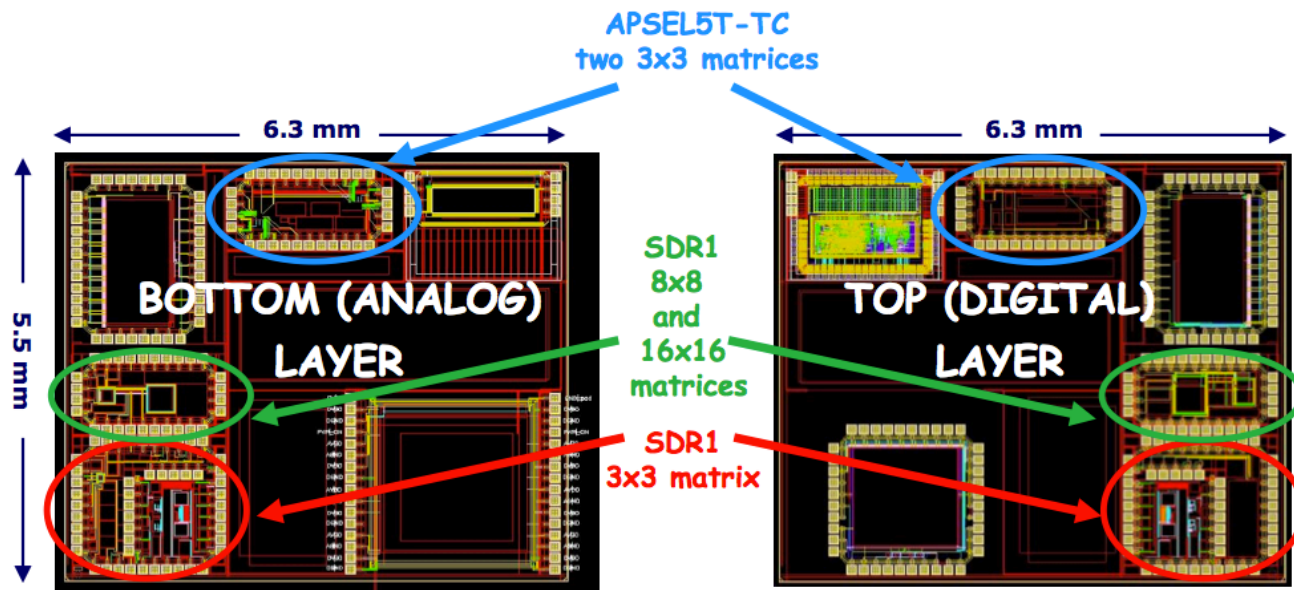 APSEL5T-TC
two 3x3 matrices
6.3 mm
6.3 mm
5.5 mm
BOTTOM (ANALOG)
LAYER
TOP (DIGITAL)
LAYER
SDR1
8x8
and
16x16
matrices
SDR1
3x3 matrix